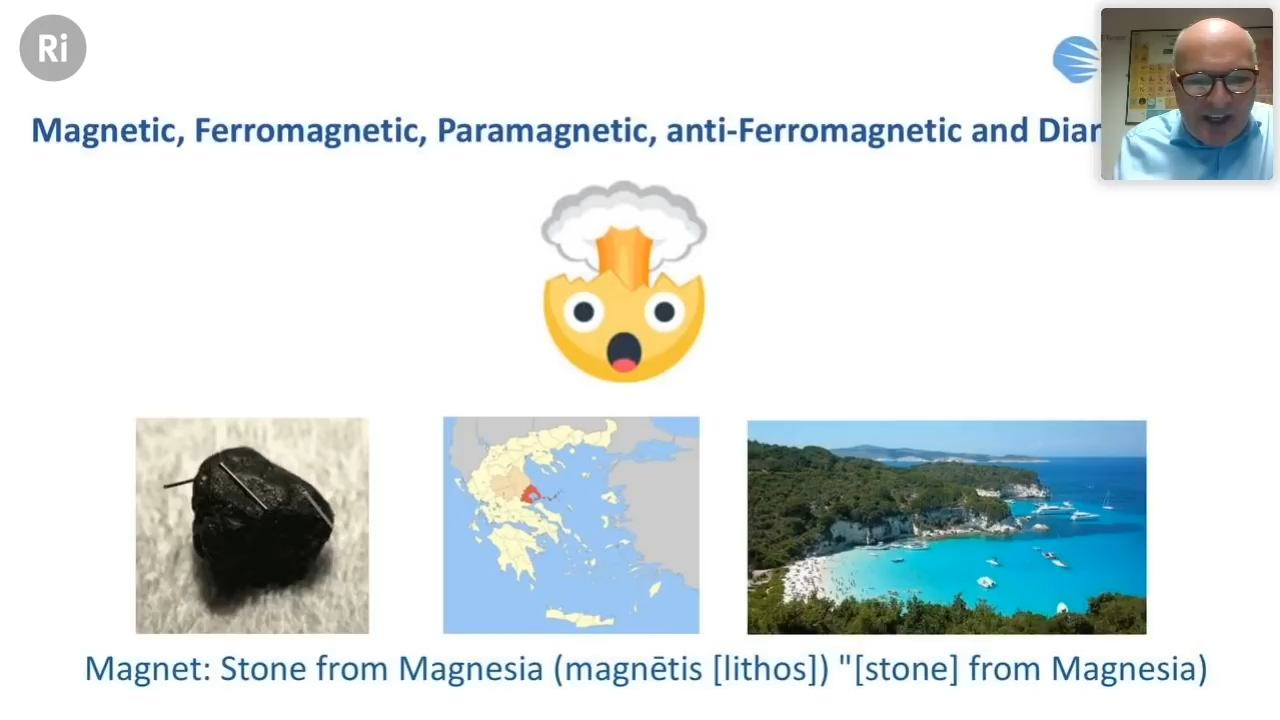 Ri
Magnetic, Ferromagnetic, Paramagnetic, anti-Ferromagnetic and Diar
Magnet: Stone from Magnesia (magnētis [lithos]) "[stone] from Magnesia)